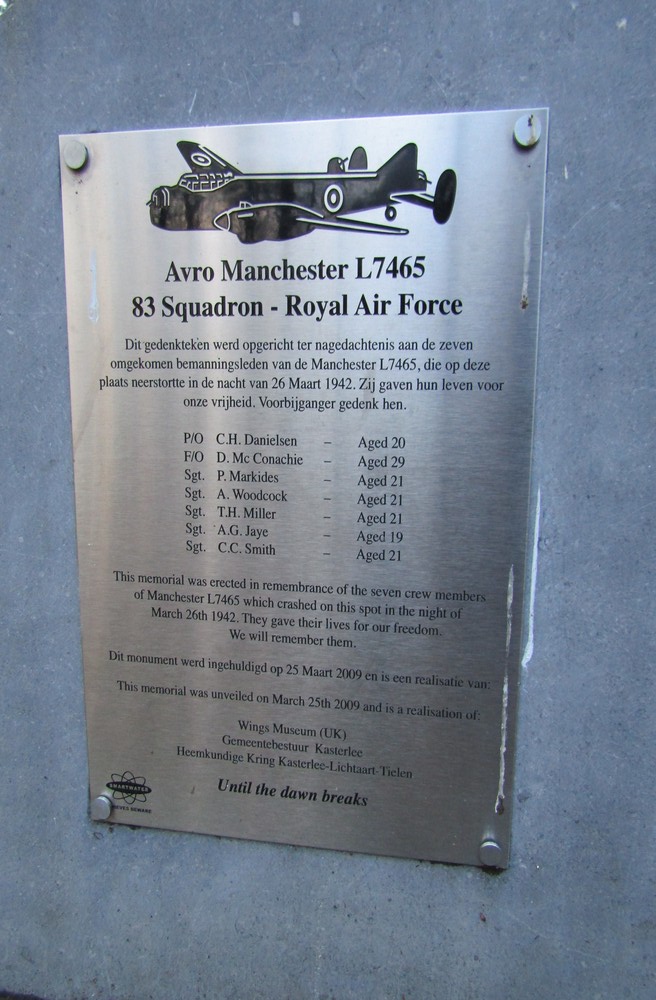 Avro Manchester L7465
83 Squadron - Royal Air Force
Dit gedenkteken werd opgericht ter nagedachtenis aan de zeven
omgekomen bemanningsleden van de Manchester L7465, die op deze
plaats neerstortte in de nacht van 26 Maart 1942. Zij gaven hun leven voor
onze vrijheid. Voorbijganger gedenk hen.
P/O C.H. Danielsen – Aged 20
F/O D. Mc Conachie – Aged 29
Sgt. P. Markides – Aged 21
Sgt. A. Woodcock – Aged 21
Sgt. T.H. Miller – Aged 21
Sgt. A.G. Jaye – Aged 19
Sgt. C.C. Smith – Aged 21
This memorial was erected in remembrance of the seven crew members
of Manchester L7465 which crashed on this spot in the night of
March 26th 1942. They gave their lives for our freedom.
We will remember them.
Dit monument werd ingehuldigd op 25 Maart 2009 en is een realisatie van:
This memorial was unveiled on March 25th 2009 and is a realisation of:
Wings Museum (UK)
Gemeentebestuur Kasterlee
Heemkundige Kring Kasterlee-Lichtaart-Tielen
Until the dawn breaks
SMARTWATER
BEWARE